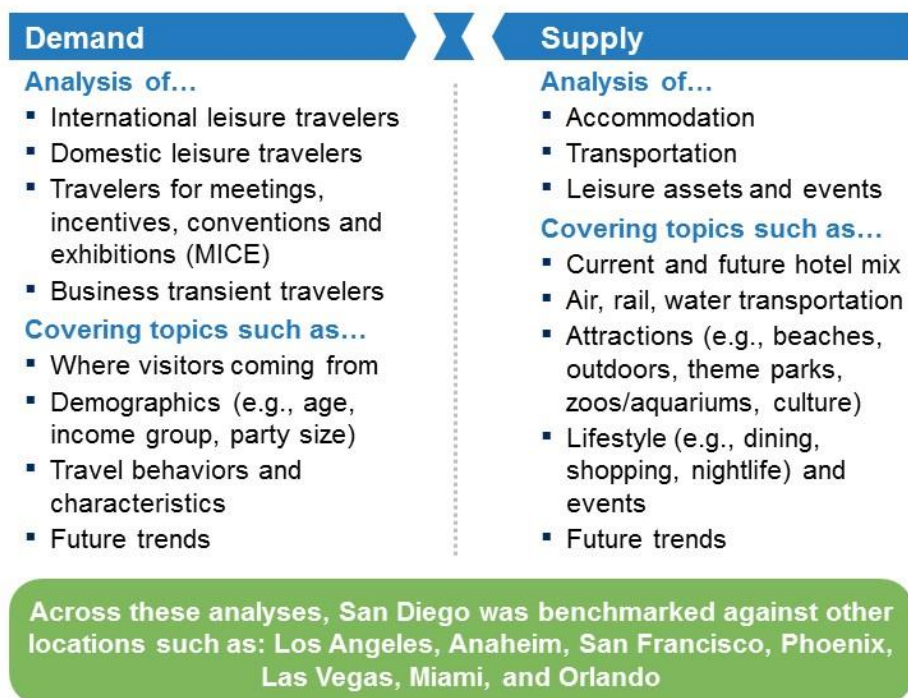 Demand
Analysis of…
▪ International leisure travelers
▪ Domestic leisure travelers
▪ Travelers for meetings,
incentives, conventions and
exhibitions (MICE)
▪ Business transient travelers
Covering topics such as…
▪ Where visitors coming from
▪ Demographics (e.g., age,
income group, party size)
▪ Travel behaviors and
characteristics
▪ Future trends
Supply
Analysis of…
▪ Accommodation
▪ Transportation
▪ Leisure assets and events
Covering topics such as…
▪ Current and future hotel mix
▪ Air, rail, water transportation
▪ Attractions (e.g., beaches,
outdoors, theme parks,
zoos/aquariums, culture)
▪ Lifestyle (e.g., dining,
shopping, nightlife) and
events
▪ Future trends
Across these analyses, San Diego was benchmarked against other
locations such as: Los Angeles, Anaheim, San Francisco, Phoenix,
Las Vegas, Miami, and Orlando